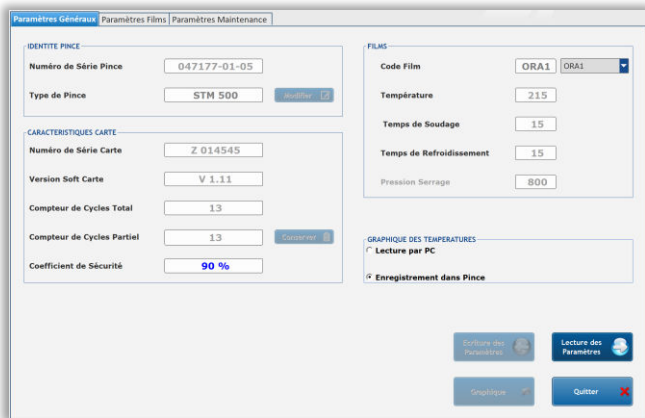 Paramètres Généraux Paramètres Films Paramètres Maintenance
IDENTITE PINCE
Numéro de Série Pince 047177-01-05
Type de Pince STM 500 Modifier
CARACTERISTIQUES CARTE
Numéro de Série Carte Z 014545
Version Soft Carte V 1.11
Compteur de Cycles Total 13
Compteur de Cycles Partiel 13 Conserver
Coefficient de Sécurité 90 %
FILMS
Code Film ORA1 ORA1
Température 215
Temps de Soudage 15
Temps de Refroidissement 15
Pression Serrage 800
GRAPHIQUE DES TEMPERATURES
Lecture par PC
Enregistrement dans Pince
Ecriture des
Paramètres
Lecture des
Paramètres
Graphique
Quitter